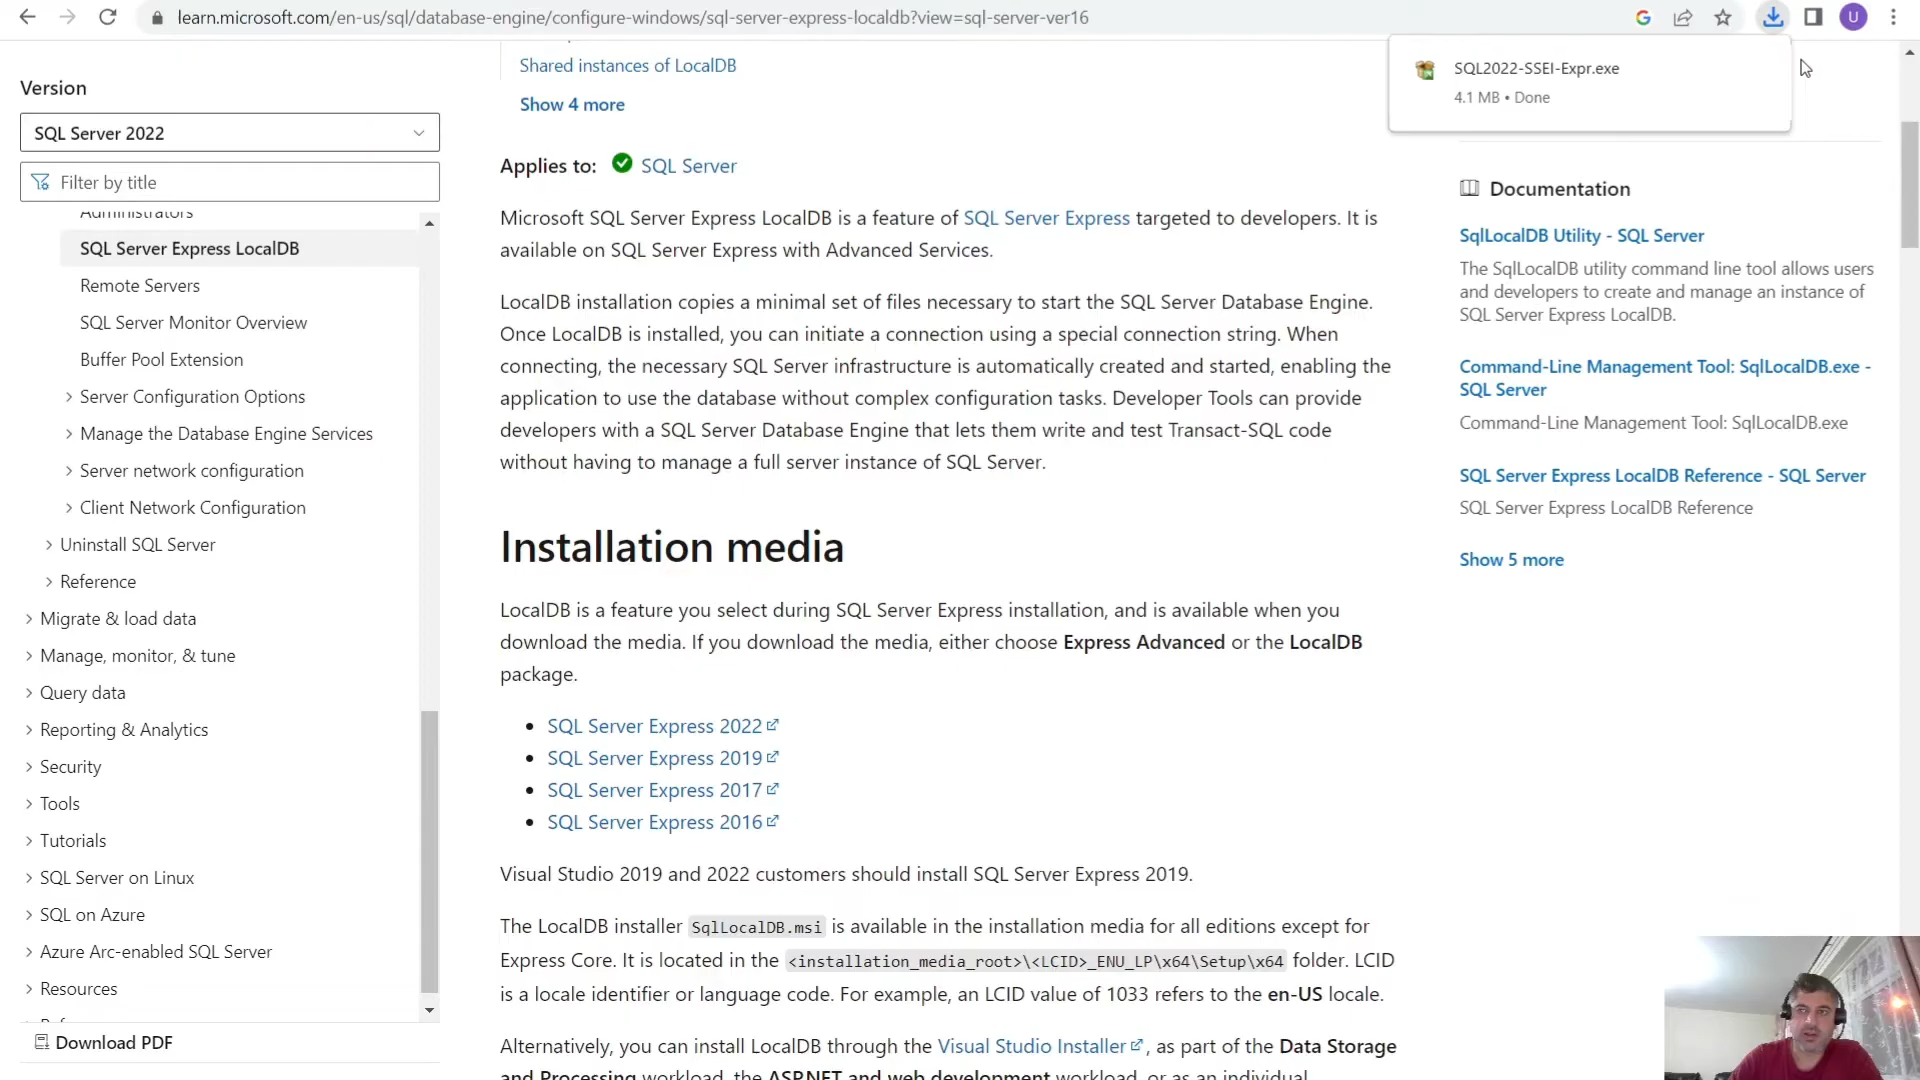 learn.microsoft.com/en-us/sql/database-engine/configure-windows/sql-server-express-localdb?view=sql-server-ver16
U
SQL2022-SSEI-Expr.exe
4.1 MB • Done
Version
SQL Server 2022
Filter by title
Administrators
SQL Server Express LocalDB
Remote Servers
SQL Server Monitor Overview
Buffer Pool Extension
Server Configuration Options
Manage the Database Engine Services
Server network configuration
Client Network Configuration
Uninstall SQL Server
Reference
Migrate & load data
Manage, monitor, & tune
Query data
Reporting & Analytics
Security
Tools
Tutorials
SQL Server on Linux
SQL on Azure
Azure Arc-enabled SQL Server
Resources
Download PDF
Shared instances of LocalDB
Show 4 more
Applies to: SQL Server
Microsoft SQL Server Express LocalDB is a feature of SQL Server Express targeted to developers. It is
available on SQL Server Express with Advanced Services.
LocalDB installation copies a minimal set of files necessary to start the SQL Server Database Engine.
Once LocalDB is installed, you can initiate a connection using a special connection string. When
connecting, the necessary SQL Server infrastructure is automatically created and started, enabling the
application to use the database without complex configuration tasks. Developer Tools can provide
developers with a SQL Server Database Engine that lets them write and test Transact-SQL code
without having to manage a full server instance of SQL Server.
Installation media
LocalDB is a feature you select during SQL Server Express installation, and is available when you
download the media. If you download the media, either choose Express Advanced or the LocalDB
package.
• SQL Server Express 2022
• SQL Server Express 2019
• SQL Server Express 2017
• SQL Server Express 2016
Visual Studio 2019 and 2022 customers should install SQL Server Express 2019.
The LocalDB installer SqlLocalDB.msi is available in the installation media for all editions except for
Express Core. It is located in the <installation_media_root>\<LCID>_ENU_LP\x64\Setup\x64 folder. LCID
is a locale identifier or language code. For example, an LCID value of 1033 refers to the en-US locale.
Alternatively, you can install LocalDB through the Visual Studio Installer, as part of the Data Storage
and Processing workload, the ASP.NET and web development workload, or as an individual
Documentation
SqlLocalDB Utility - SQL Server
The SqlLocalDB utility command line tool allows users
and developers to create and manage an instance of
SQL Server Express LocalDB.
Command-Line Management Tool: SqlLocalDB.exe -
SQL Server
Command-Line Management Tool: SqlLocalDB.exe
SQL Server Express LocalDB Reference - SQL Server
SQL Server Express LocalDB Reference
Show 5 more